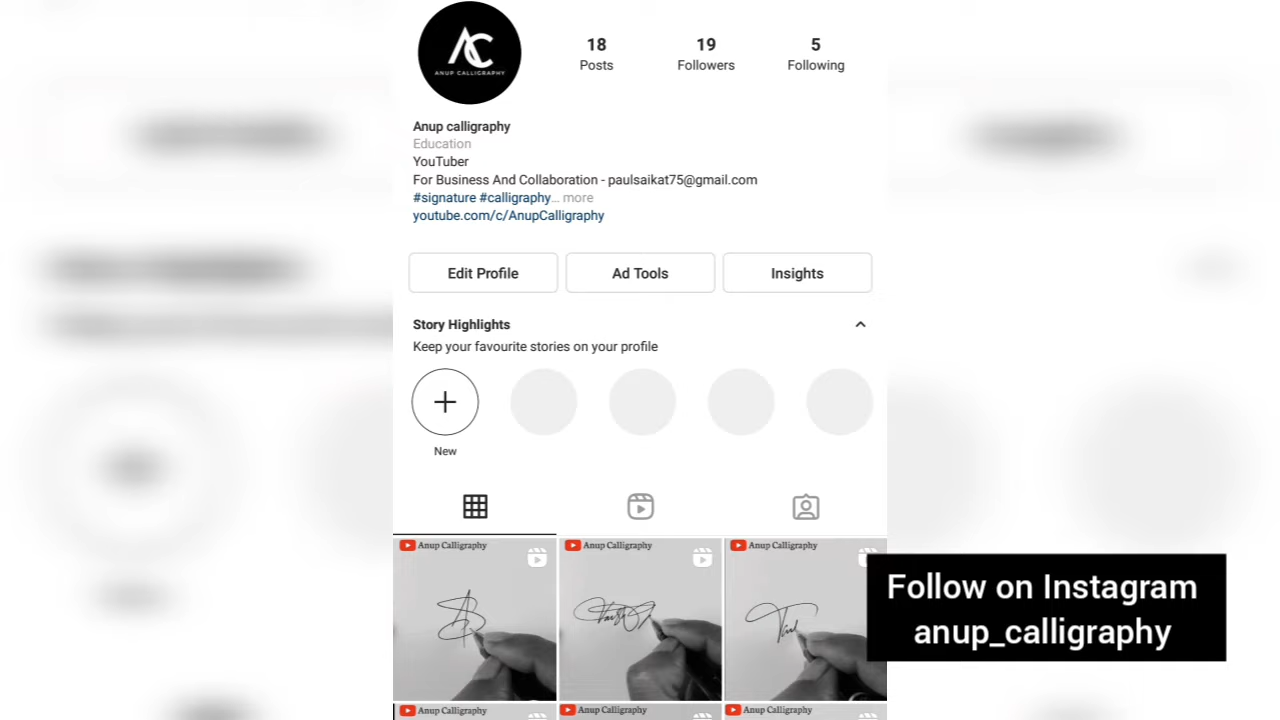 AC
ANUP CALLIGRAPHY
18
Posts
19
Followers
5
Following
Anup calligraphy
Education
YouTuber
For Business And Collaboration - paulsaikat75@gmail.com
#signature #calligraphy... more
youtube.com/c/AnupCalligraphy
Edit Profile
Ad Tools
Insights
Story Highlights
Keep your favourite stories on your profile
New
Anup Calligraphy
Anup Calligraphy
Anup Calligraphy
Follow on Instagram
anup_calligraphy
Anup Calligraphy
Anup Calligraphy
Anup Calligraphy